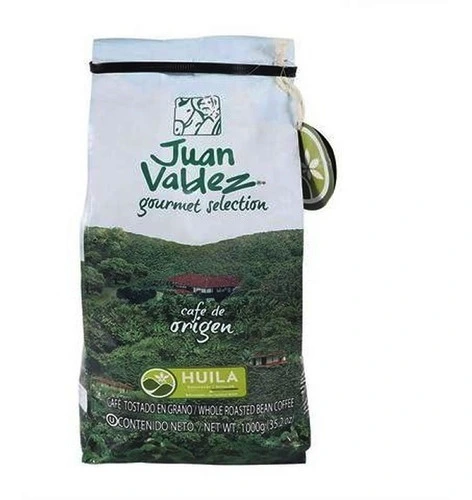 Juan
Valdez
gourmet selection
café de
origen
HUILA
CAFÉ TOSTADO EN GRANO / WHOLE ROASTED BEAN COFFEE
CONTENIDO NETO / NET WT. 1000g (35.2 oz)